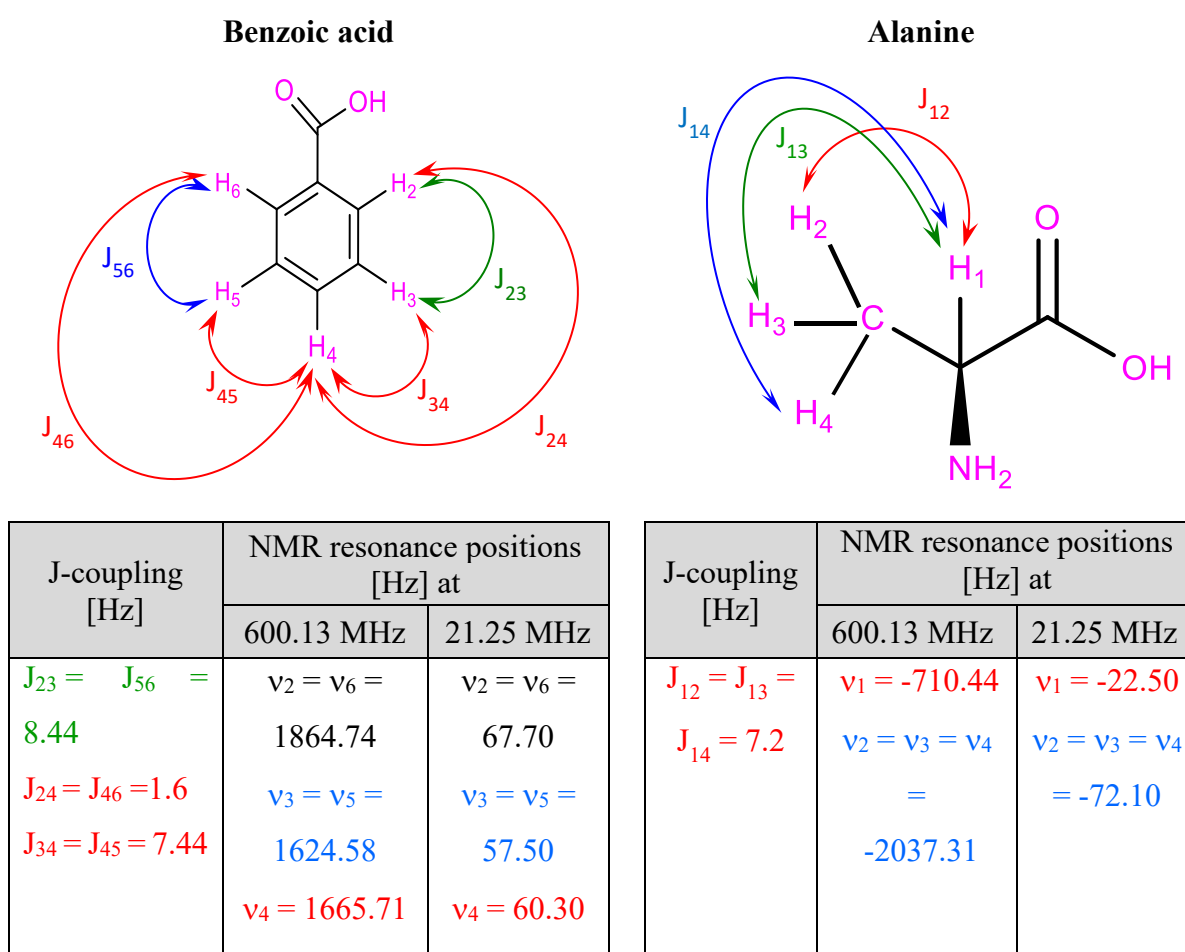 Benzoic acid
O
OH
H6
H2
J56
J23
H5
H3
H4
J45
J34
J46
J24
Alanine
J12
J14
J13
H2
O
H1
H3
C
OH
H4
NH2
J-coupling [Hz]
NMR resonance positions [Hz] at
600.13 MHz
21.25 MHz
J23 = J56 =
8.44
J24 = J46 =1.6
J34 = J45 = 7.44
ν2 = ν6 =
1864.74
ν3 = ν5 =
1624.58
ν4 = 1665.71
ν2 = ν6 =
67.70
ν3 = ν5 =
57.50
ν4 = 60.30
J-coupling [Hz]
NMR resonance positions [Hz] at
600.13 MHz
21.25 MHz
J12 = J13 =
J14 = 7.2
ν1 = -710.44
ν2 = ν3 = ν4
=
-2037.31
ν1 = -22.50
ν2 = ν3 = ν4
= -72.10